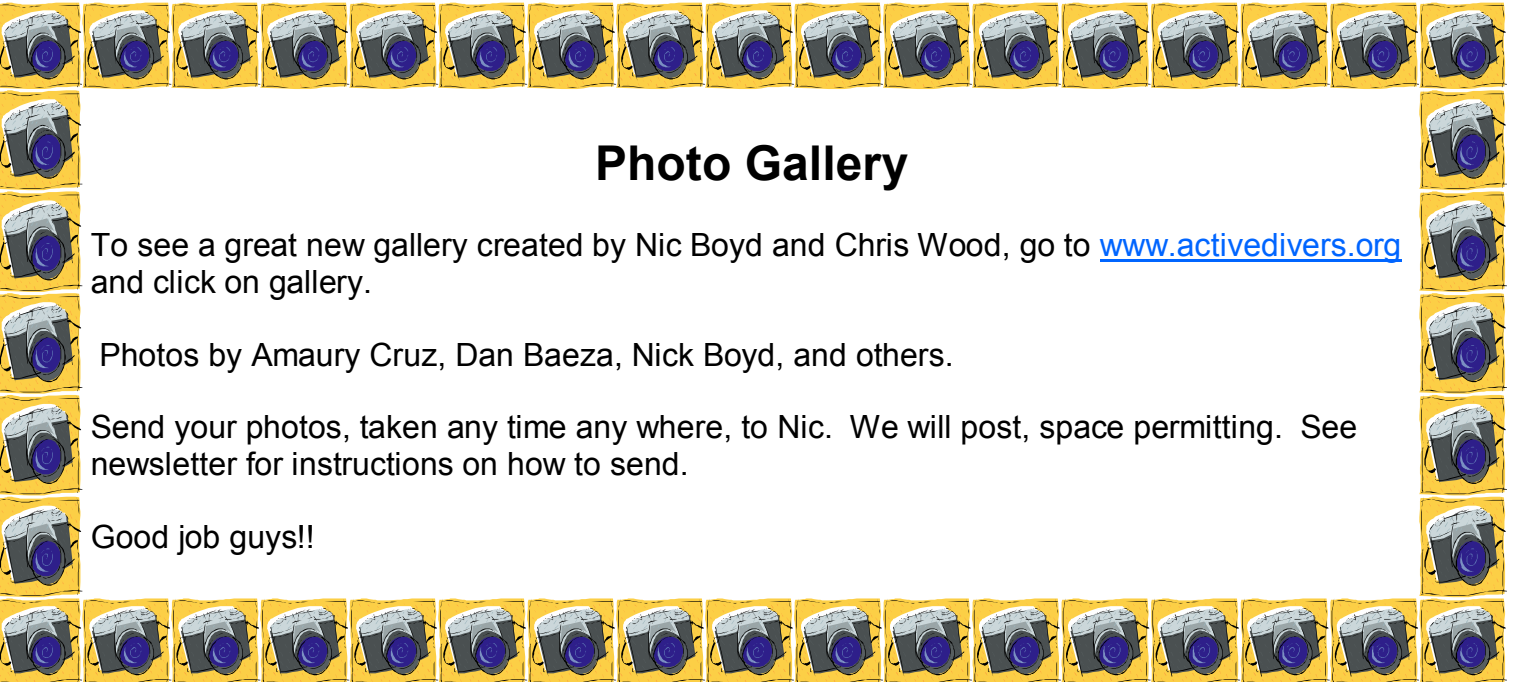 Photo Gallery
To see a great new gallery created by Nic Boyd and Chris Wood, go to www.activedivers.org
and click on gallery.
Photos by Amaury Cruz, Dan Baeza, Nick Boyd, and others.
Send your photos, taken any time any where, to Nic.  We will post, space permitting.  See
newsletter for instructions on how to send.
Good job guys!!